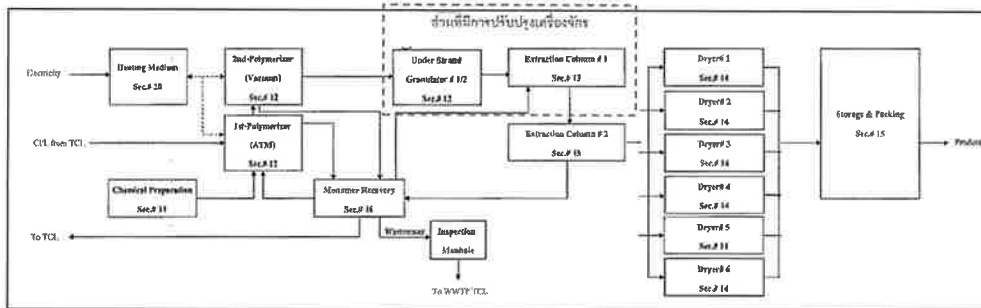 ส่วนที่มีการปรับปรุงเครื่องจักร
Electricity
Heating Medium
Sec.# 20
2nd-Polymerizer
(Vacuum)
Sec.# 12
Under Strand
Granulator # 1/2
Sec.# 12
Extraction Column # 1
Sec.# 13
Dryer# 1
Sec.# 14
Dryer# 2
Sec.# 14
Storage & Packing
Sec.# 15
CPL from TCL
1st-Polymerizer
(ATM)
Sec.# 12
Extraction Column # 2
Sec.# 13
Dryer# 3
Sec.# 14
Product
Chemical Preparation
Sec.# 11
Monomer Recovery
Sec.# 16
Dryer# 4
Sec.# 14
To TCL
Wastewater
Inspection
Manhole
Dryer# 5
Sec.# 14
To WWTP TCL
Dryer# 6
Sec.# 14